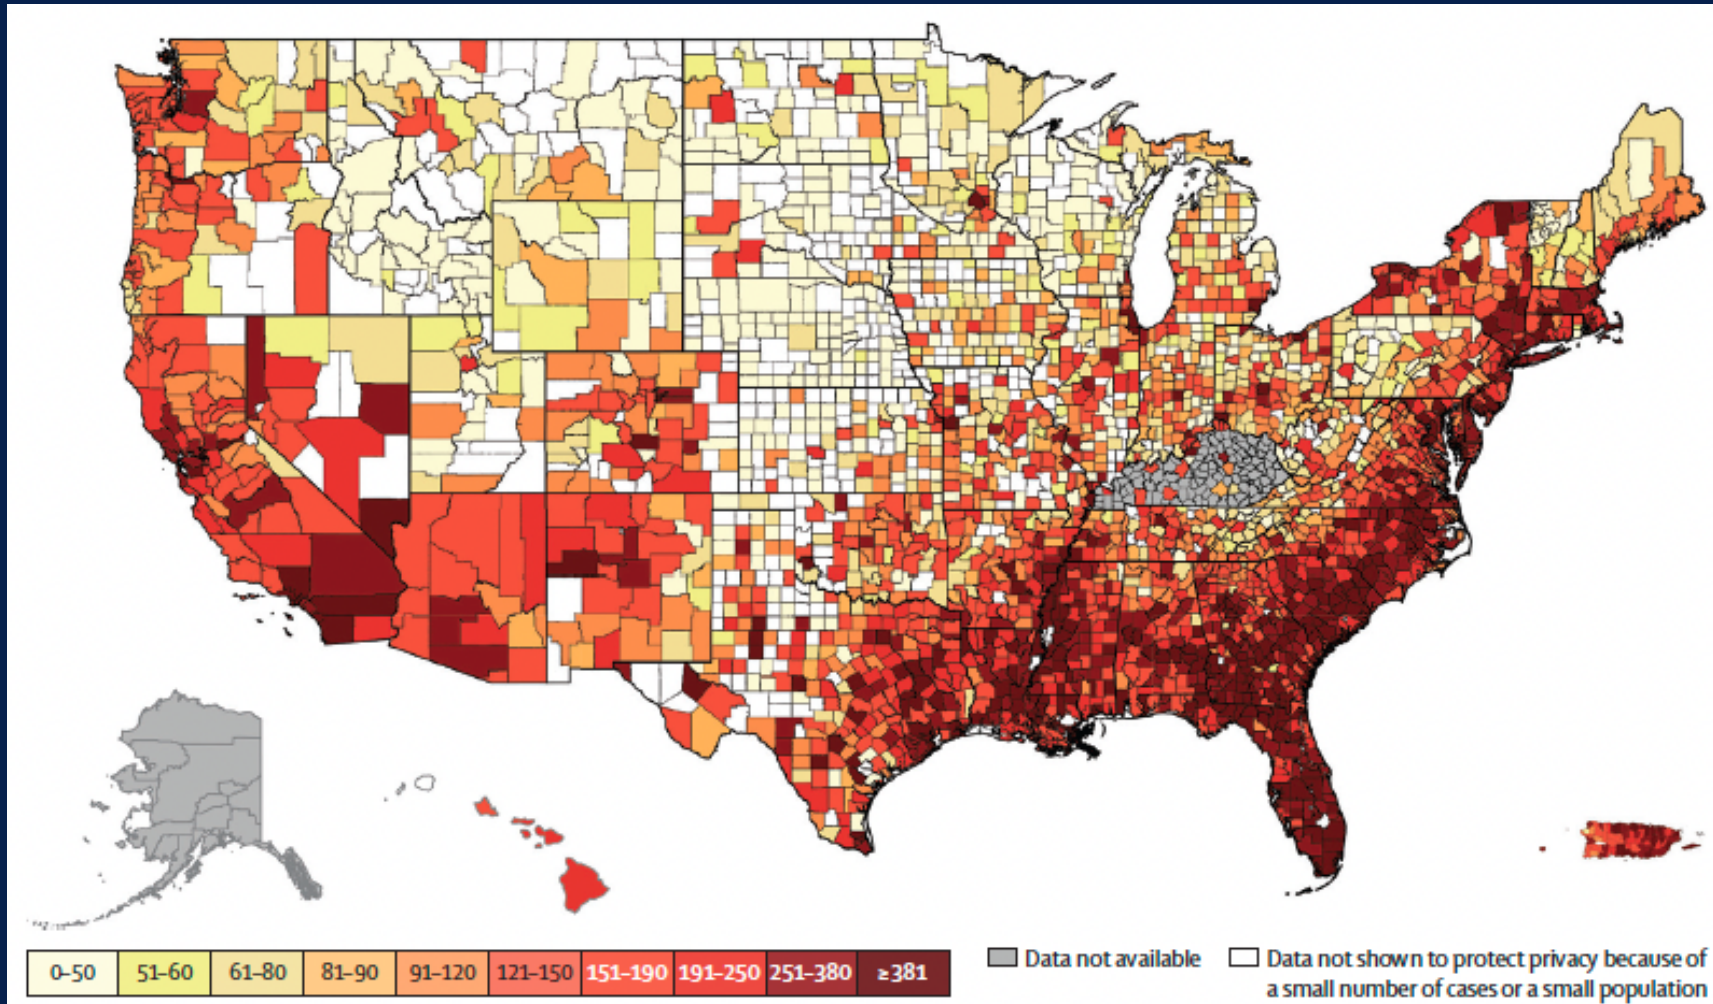 0–50 51–60 61–80 81–90 91–120 121–150 151–190 191–250 251–380 ≥381
Data not available
Data not shown to protect privacy because of
a small number of cases or a small population